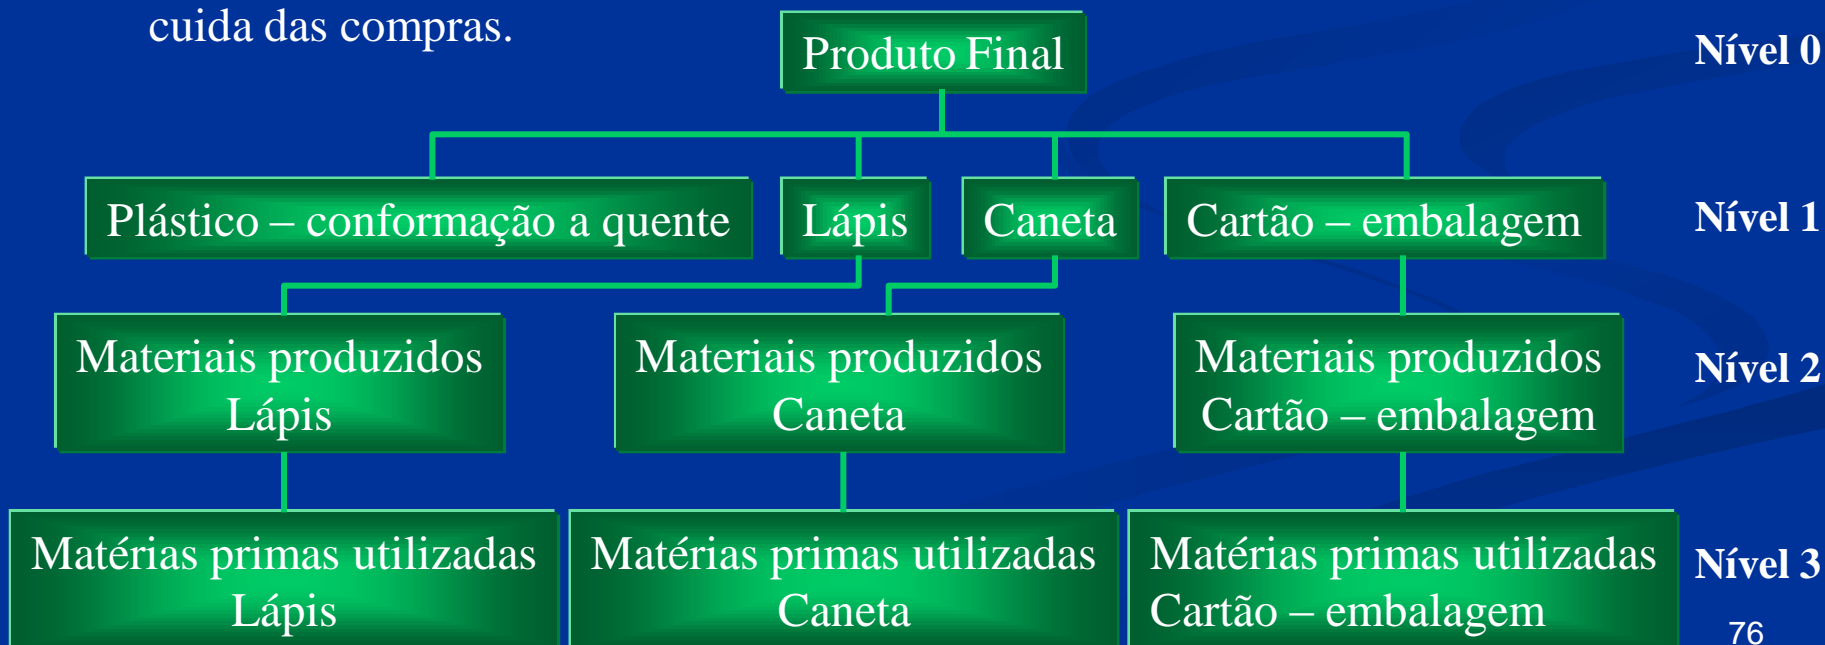 cuida das compras.
Produto Final
Nível 0
Plástico – conformação a quente
Lápis
Caneta
Cartão – embalagem
Nível 1
Materiais produzidos
Lápis
Materiais produzidos
Caneta
Materiais produzidos
Cartão – embalagem
Nível 2
Matérias primas utilizadas
Lápis
Matérias primas utilizadas
Caneta
Matérias primas utilizadas
Cartão – embalagem
Nível 3
76